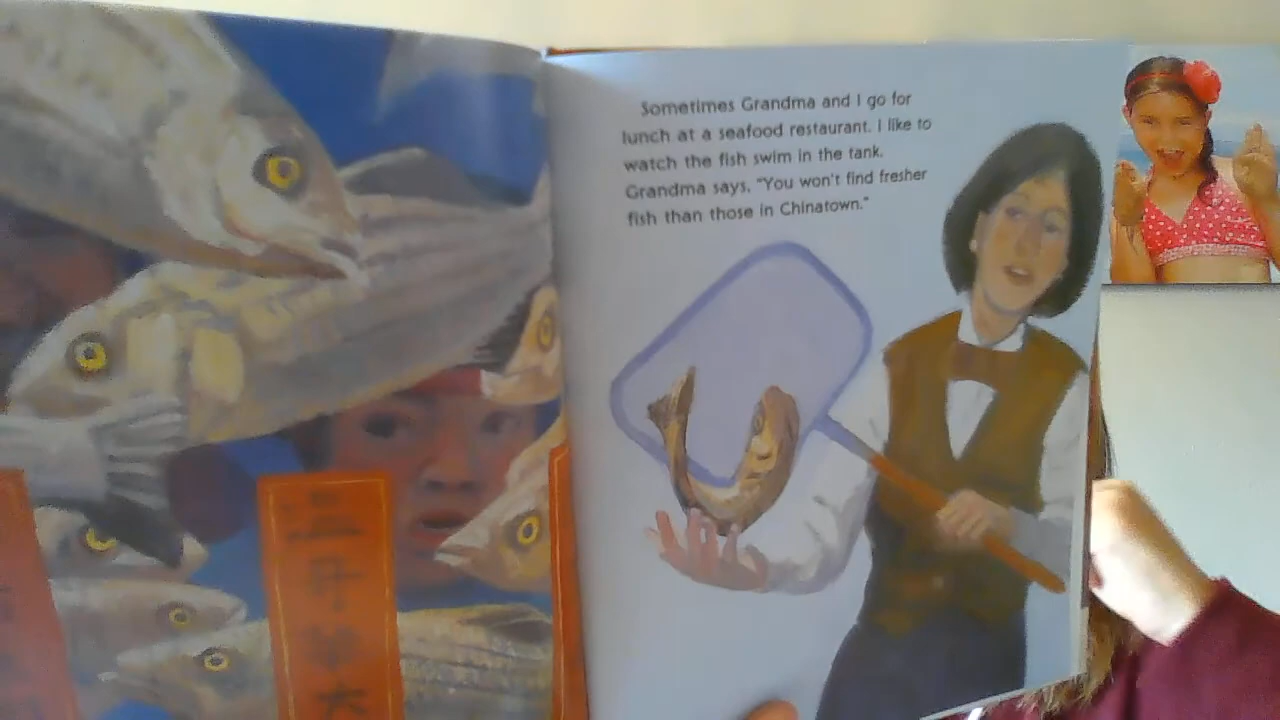 Sometimes Grandma and I go for
lunch at a seafood restaurant. I like to
watch the fish swim in the tank.
Grandma says, "You won't find fresher
fish than those in Chinatown."